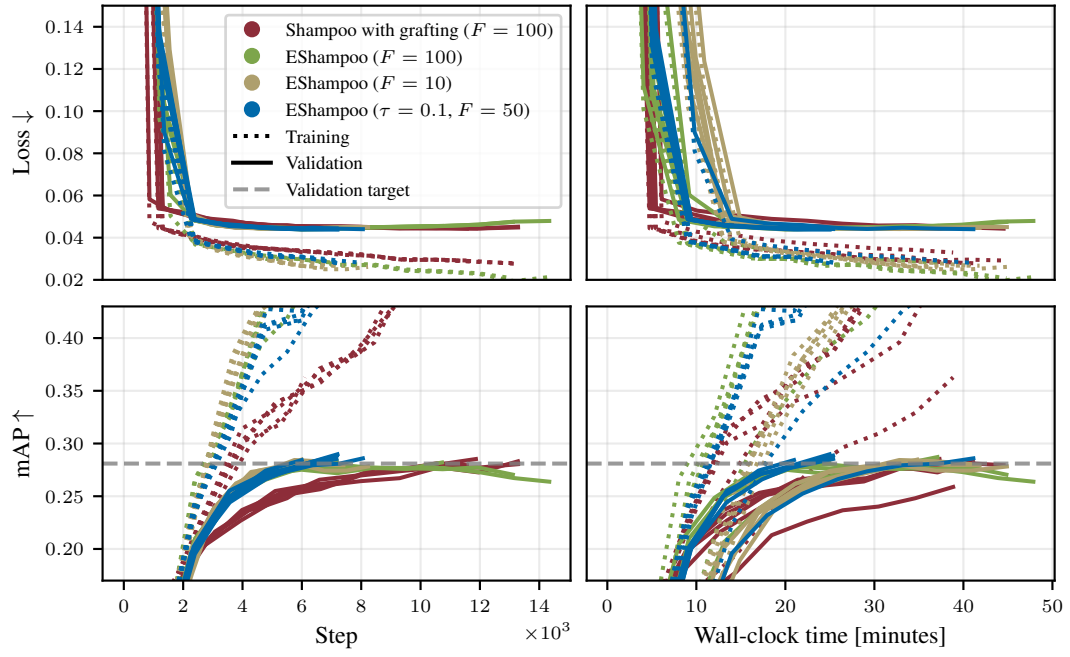 0.14
0.12
0.10
0.08
0.06
0.04
0.02
Loss ↓
Shampoo with grafting (F = 100)
EShampoo (F = 100)
EShampoo (F = 10)
EShampoo (τ = 0.1, F = 50)
Training
Validation
Validation target
0.40
0.35
0.30
0.25
0.20
mAP ↑
0 2 4 6 8 10 12 14
Step
×10³
0 10 20 30 40 50
Wall-clock time [minutes]